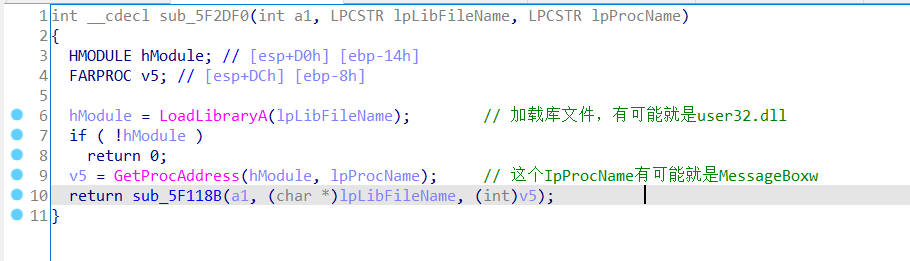 1 int __cdecl sub_5F2DF0(int a1, LPCSTR lpLibFileName, LPCSTR lpProcName)
2 {
3   HMODULE hModule; // [esp+D0h] [ebp-14h]
4   FARPROC v5; // [esp+DCh] [ebp-8h]
5
6   hModule = LoadLibraryA(lpLibFileName);          // 加载库文件，有可能就是user32.dll
7   if ( !hModule )
8     return 0;
9   v5 = GetProcAddress(hModule, lpProcName);       // 这个IpProcName有可能就是MessageBoxw
10   return sub_5F118B(a1, (char *)lpLibFileName, (int)v5);
11 }